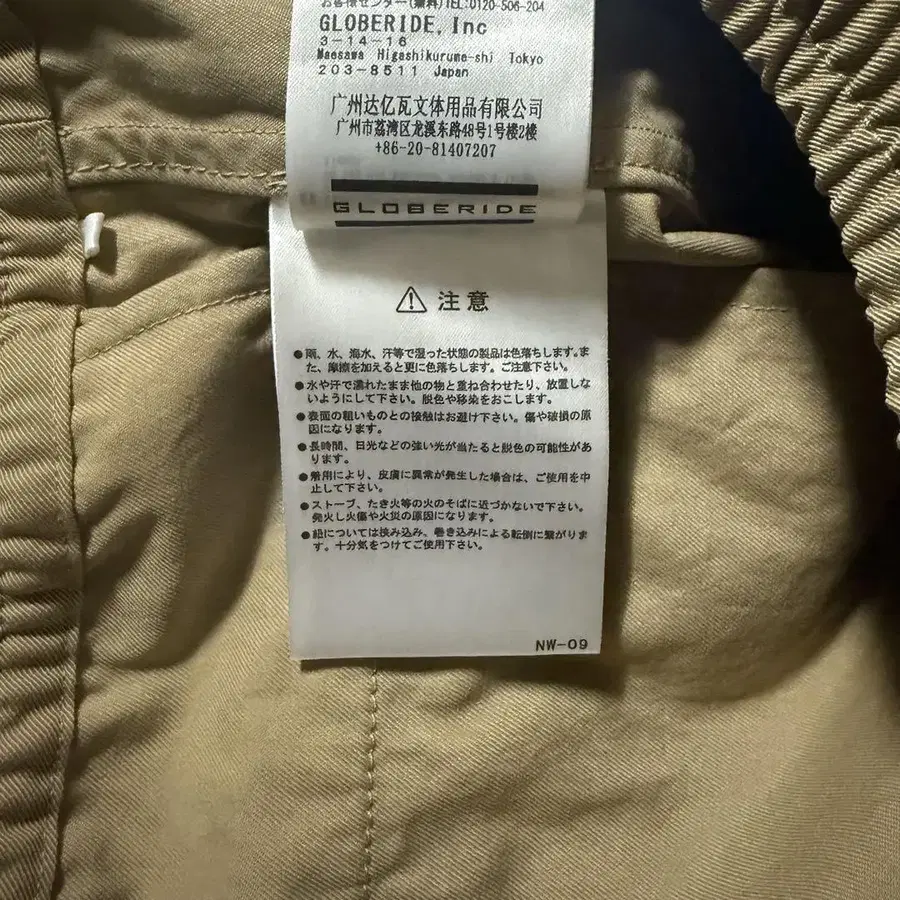 お客様センター(無料)TEL:0120-506-204
GLOBERIDE, Inc
3-14-16
Maesawa Higashikurume-shi Tokyo
203-8511 Japan
广州达亿瓦文体用品有限公司
广州市荔湾区龙溪东路48号1号楼2楼
+86-20-81407207
GLOBERIDE
⚠ 注意
●雨、水、海水、汗等で湿った状態の製品は色落ちします。ま
た、摩擦を加えると更に色落ちします。ご注意下さい。
●水や汗で濡れたまま他の物と重ね合わせたり、放置しな
いようにして下さい。脱色や移染をおこします。
●表面の粗いものとの接触はお避け下さい。傷や破損の原
因になります。
●長時間、日光などの強い光が当たると脱色の可能性があ
ります。
●着用により、皮膚に異常が発生した場合は、ご使用を中
止して下さい。
●ストーブ、たき火等の火のそばに近づかないで下さい。
発火し火傷や火災の原因になります。
●紐については挟み込み、巻き込みによる転倒に繋がりま
す。十分気をつけてご使用下さい。
NW-09